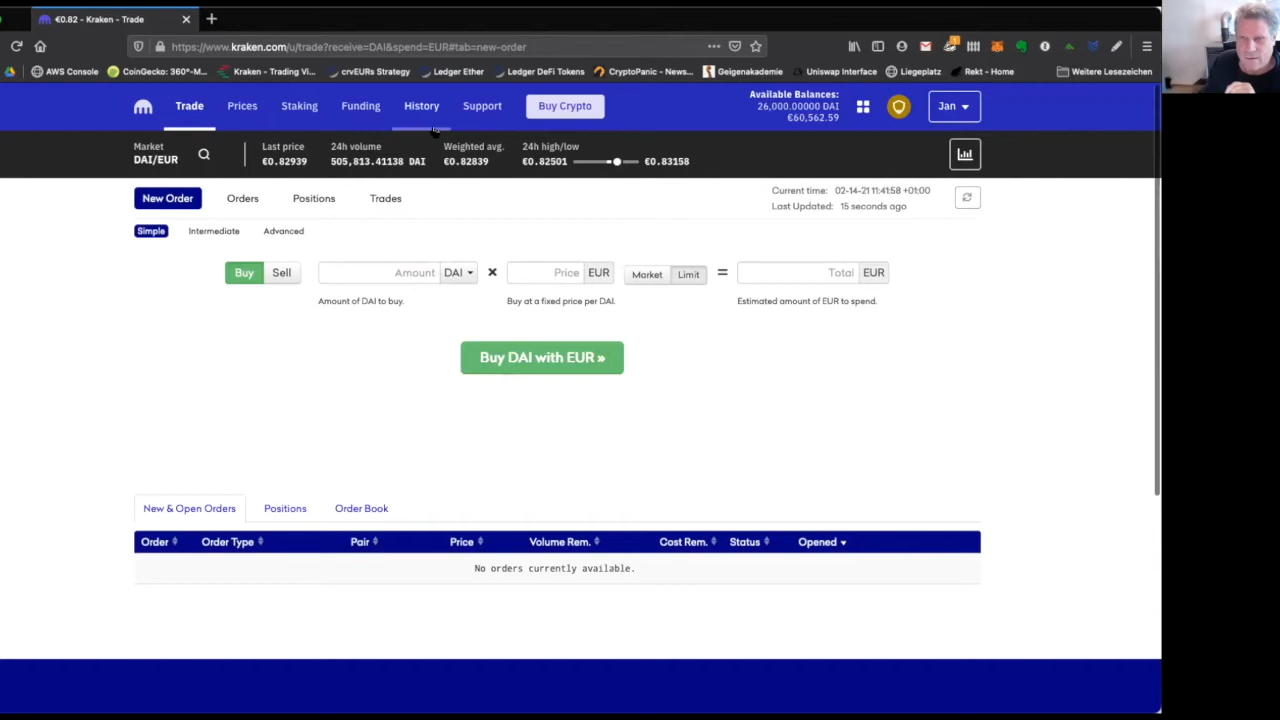 €0.82 - Kraken - Trade
https://www.kraken.com/u/trade?receive=DAI&spend=EUR#tab=new-order
AWS Console
CoinGecko: 360°-M...
Kraken - Trading Vi...
crvEURs Strategy
Ledger Ether
Ledger DeFi Tokens
CryptoPanic - News...
Geigenakademie
Uniswap Interface
Liegeplatz
Rekt - Home
Weitere Lesezeichen
Trade
Prices
Staking
Funding
History
Support
Buy Crypto
Available Balances:
26,000.00000 DAI
€60,562.59
Jan
Market
DAI/EUR
Last price
€0.82939
24h volume
505,813.41138 DAI
Weighted avg.
€0.82839
24h high/low
€0.82501
€0.83158
New Order
Orders
Positions
Trades
Current time: 02-14-21 11:41:58 +01:00
Last Updated: 15 seconds ago
Simple
Intermediate
Advanced
Buy
Sell
Amount
DAI
×
Price
EUR
Market
Limit
=
Total
EUR
Amount of DAI to buy.
Buy at a fixed price per DAI.
Estimated amount of EUR to spend.
Buy DAI with EUR »
New & Open Orders
Positions
Order Book
Order
Order Type
Pair
Price
Volume Rem.
Cost Rem.
Status
Opened
No orders currently available.